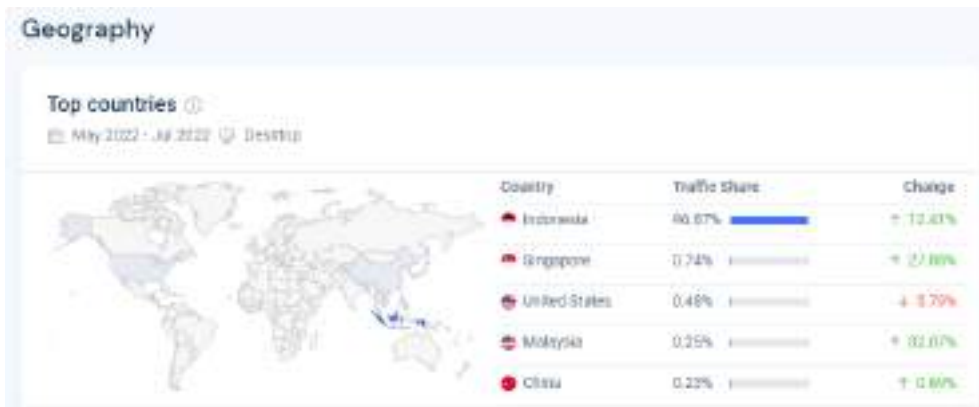 Geography
Top countries
May 2022 - Jul 2022 Desktop
Country Traffic Share Change
Indonesia
Singapore 0.74%
United States 0.48%
Malaysia 0.25%
China 0.23%